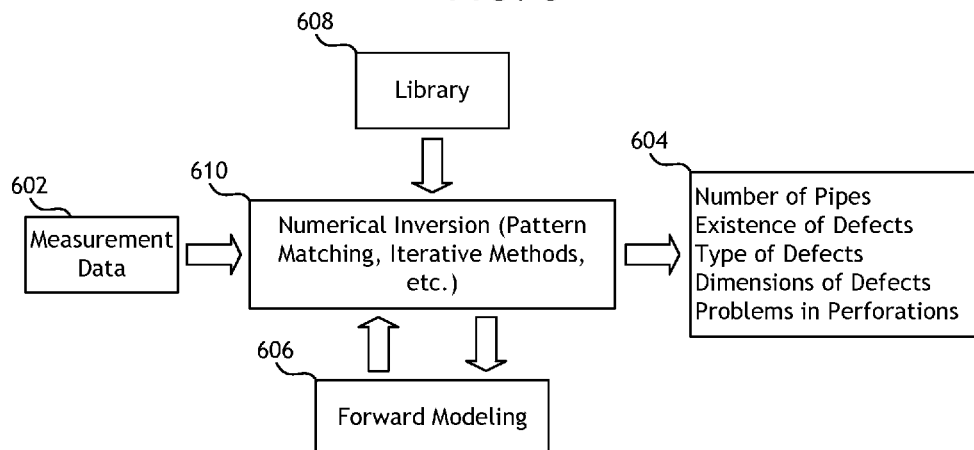 608
Library
604
610
602
Number of Pipes
Existence of Defects
Type of Defects
Dimensions of Defects
Problems in Perforations
Numerical Inversion (Pattern
Matching, Iterative Methods,
etc.)
Measurement
Data
606
Forward Modeling